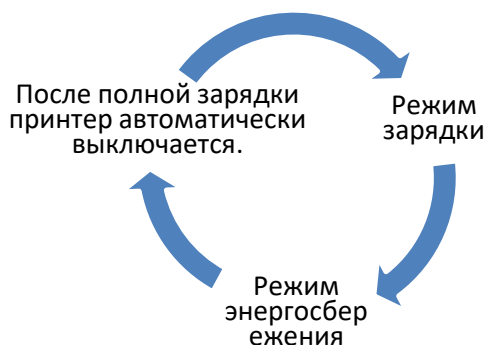 После полной зарядки
принтер автоматически
выключается.
Режим
зарядки
Режим
энергосбер
ежения